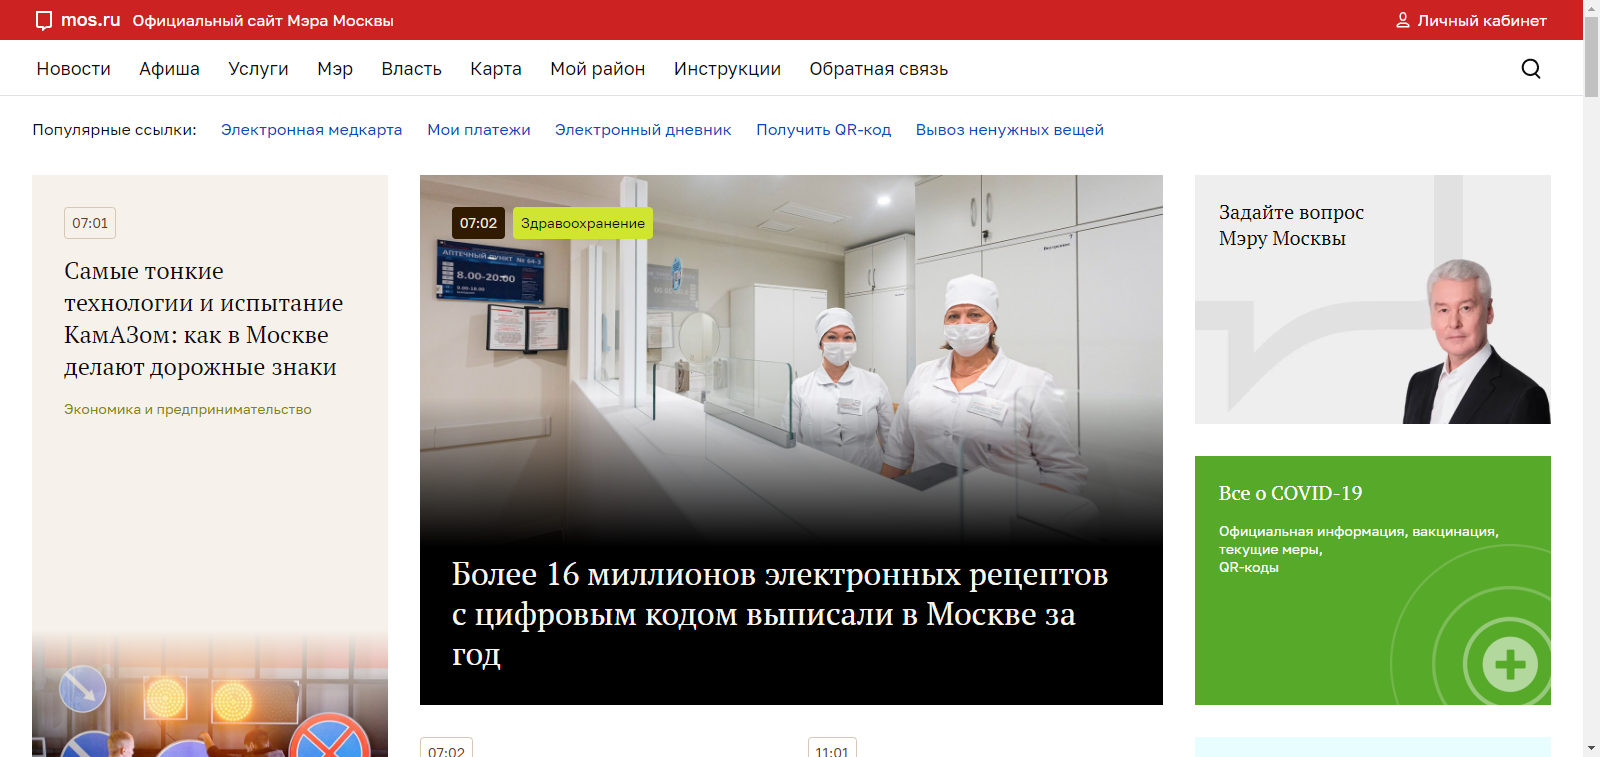 mos.ru Официальный сайт Мэра Москвы
Личный кабинет
Новости Афиша Услуги Мэр Власть Карта Мой район Инструкции Обратная связь
Популярные ссылки: Электронная медкарта Мои платежи Электронный дневник Получить QR-код Вывоз ненужных вещей
07:01
Самые тонкие
технологии и испытание
КамАЗом: как в Москве
делают дорожные знаки
Экономика и предпринимательство
07:02 Здравоохранение
АПТЕЧНЫЙ ПУНКТ № 64-3
8.00-20.00
Более 16 миллионов электронных рецептов
с цифровым кодом выписали в Москве за
год
07:02
11:01
Задайте вопрос
Мэру Москвы
Все о COVID-19
Официальная информация, вакцинация,
текущие меры,
QR-коды